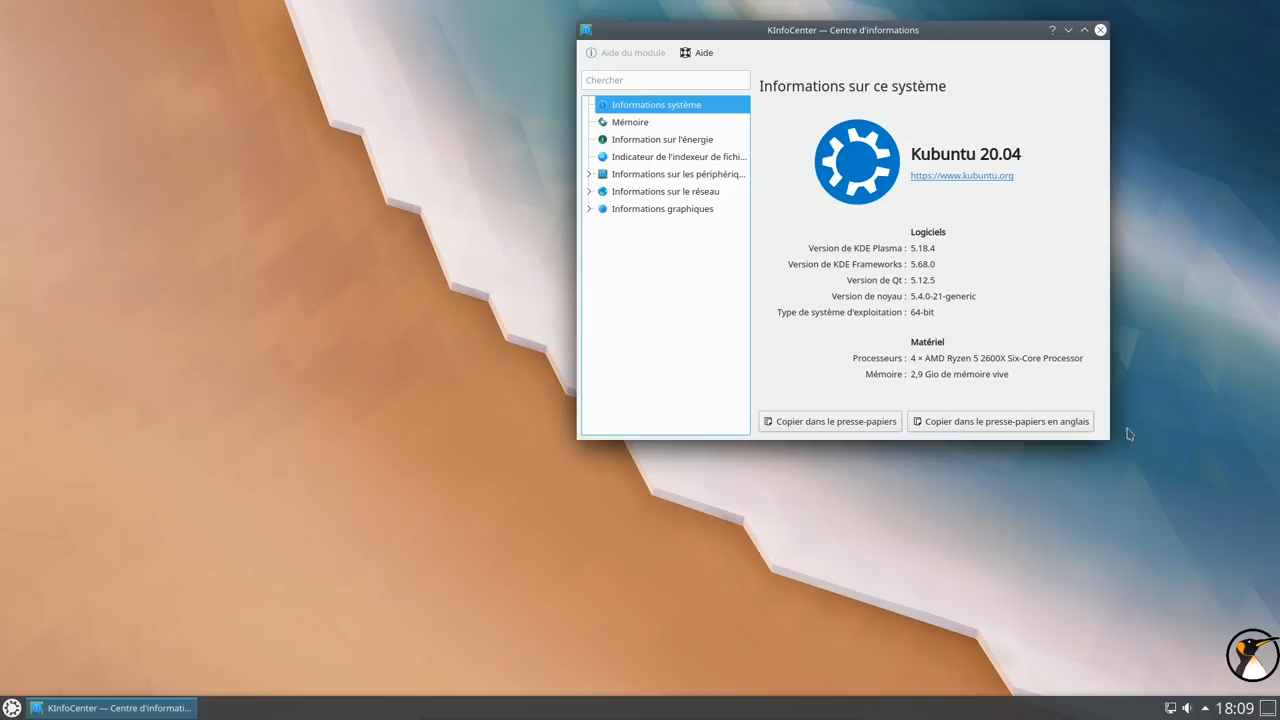 KInfoCenter — Centre d'informations
Aide du module
Aide
Chercher
Informations système
Mémoire
Information sur l'énergie
Indicateur de l'indexeur de fichi...
Informations sur les périphériq...
Informations sur le réseau
Informations graphiques
Informations sur ce système
Kubuntu 20.04
https://www.kubuntu.org
Logiciels
Version de KDE Plasma : 5.18.4
Version de KDE Frameworks : 5.68.0
Version de Qt : 5.12.5
Version de noyau : 5.4.0-21-generic
Type de système d'exploitation : 64-bit
Matériel
Processeurs : 4 × AMD Ryzen 5 2600X Six-Core Processor
Mémoire : 2,9 Gio de mémoire vive
Copier dans le presse-papiers
Copier dans le presse-papiers en anglais
KInfoCenter — Centre d'informati...
18:09